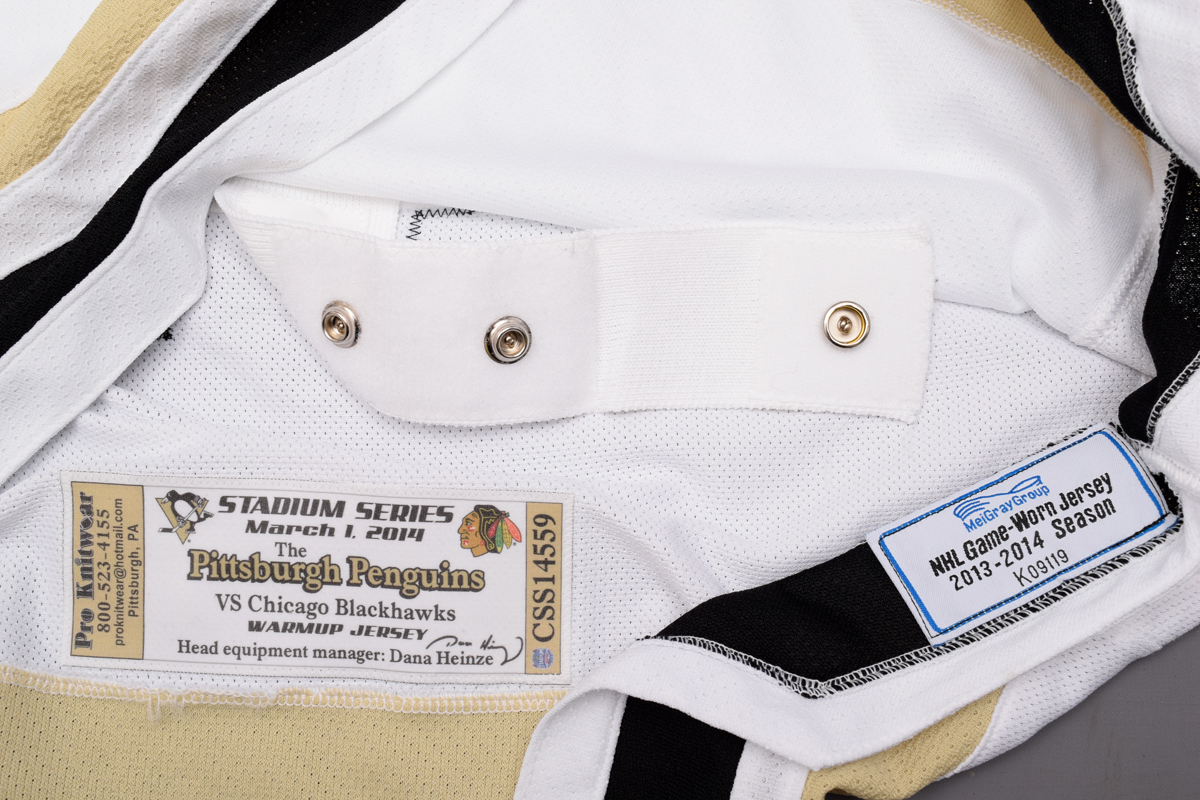 Pro Knitwear
800-523-4155
proknitwear@hotmail.com
Pittsburgh, PA
STADIUM SERIES
March 1, 2014
The
Pittsburgh Penguins
VS Chicago Blackhawks
WARMUP JERSEY
Head equipment manager: Dana Heinze
CSS14559
MeiGrayGroup
NHL Game-Worn Jersey
2013-2014 Season
K09119